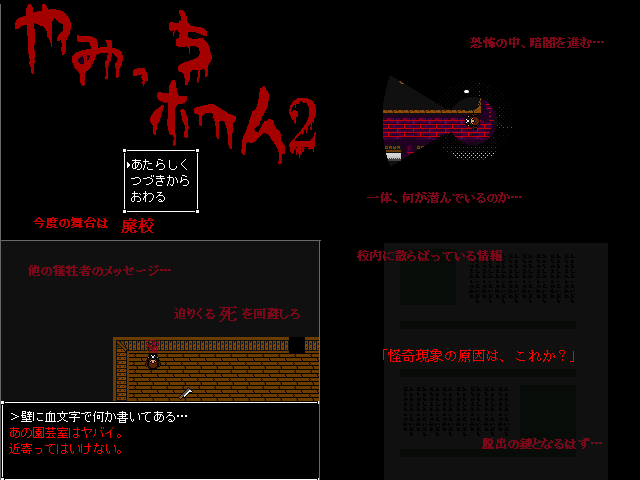 やみっち
ホーム2
あたらしく
つづきから
おわる
今度の舞台は 廃校
恐怖の中、暗闇を進む…
一体、何が潜んでいるのか…
他の犠牲者のメッセージ…
迫りくる 死 を回避しろ
>壁に血文字で何か書いてある…
あの園芸室はヤバイ。
近寄ってはいけない。
校内に散らばっている情報
「怪奇現象の原因は、これか？」
脱出の鍵となるはず…